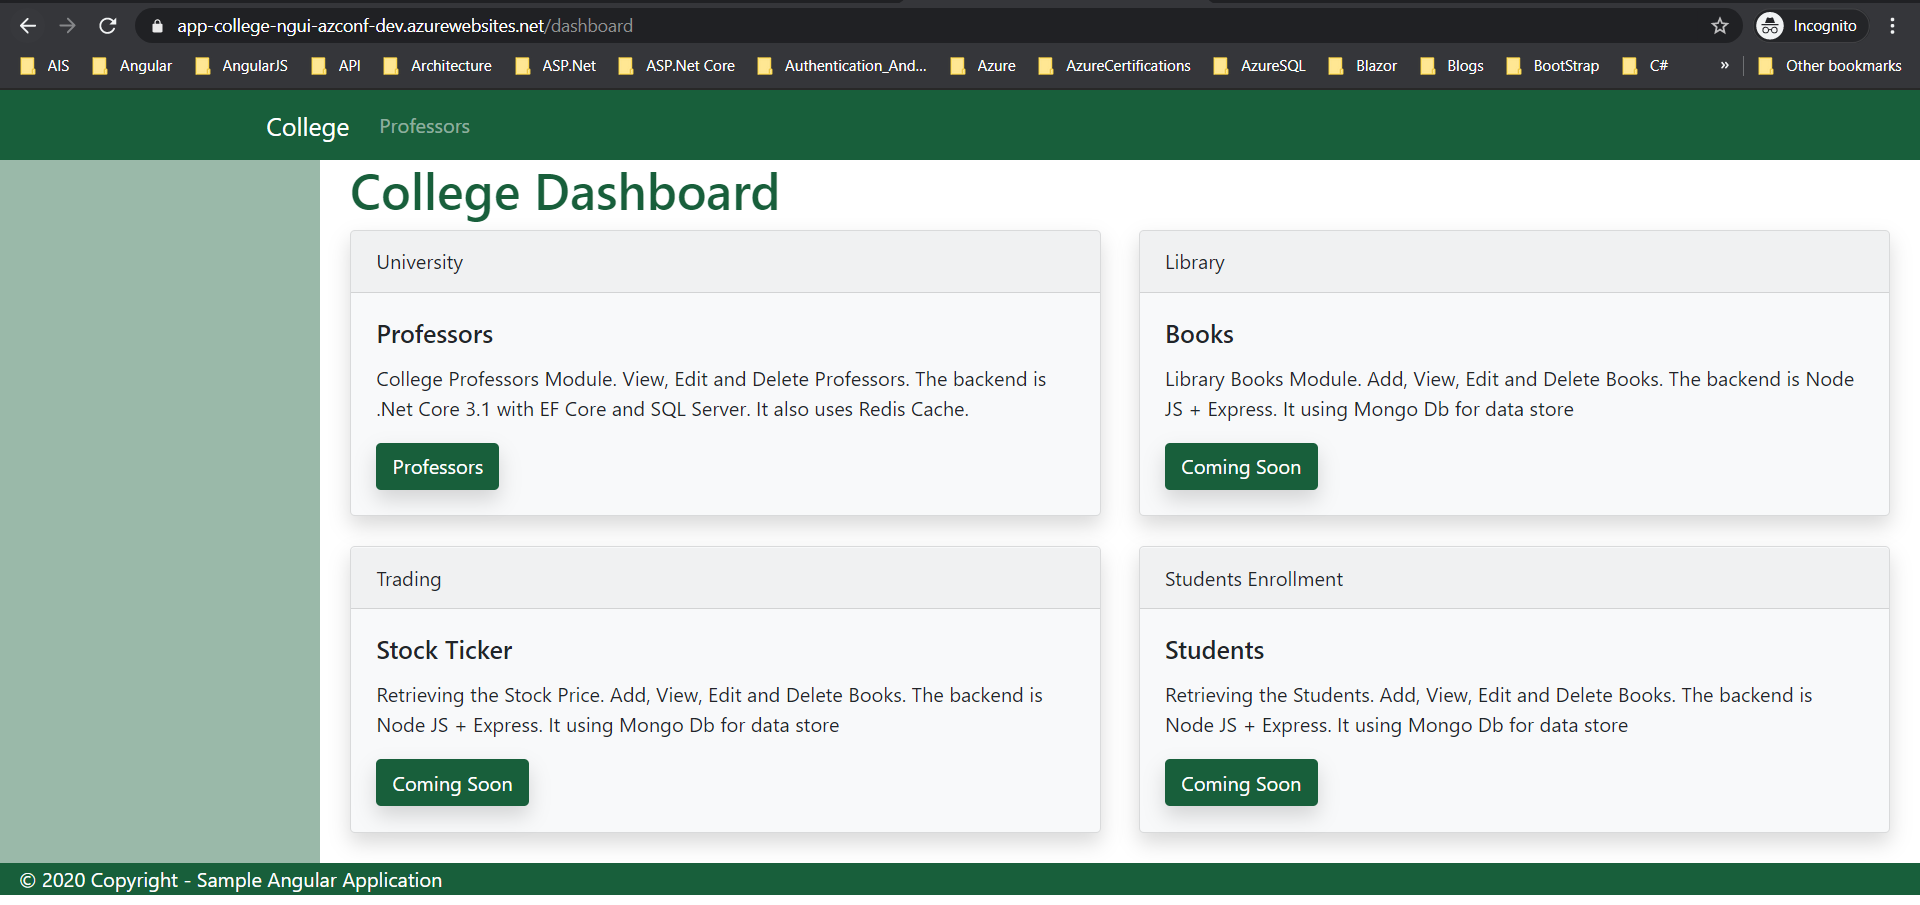 app-college-ngui-azconf-dev.azurewebsites.net/dashboard Incognito
AIS Angular AngularJS API Architecture ASP.Net ASP.Net Core Authentication_And... Azure AzureCertifications AzureSQL Blazor Blogs BootStrap C# » Other bookmarks
College Professors
College Dashboard
University
Professors
College Professors Module. View, Edit and Delete Professors. The backend is
.Net Core 3.1 with EF Core and SQL Server. It also uses Redis Cache.
Professors
Library
Books
Library Books Module. Add, View, Edit and Delete Books. The backend is Node
JS + Express. It using Mongo Db for data store
Coming Soon
Trading
Stock Ticker
Retrieving the Stock Price. Add, View, Edit and Delete Books. The backend is
Node JS + Express. It using Mongo Db for data store
Coming Soon
Students Enrollment
Students
Retrieving the Students. Add, View, Edit and Delete Books. The backend is
Node JS + Express. It using Mongo Db for data store
Coming Soon
© 2020 Copyright - Sample Angular Application